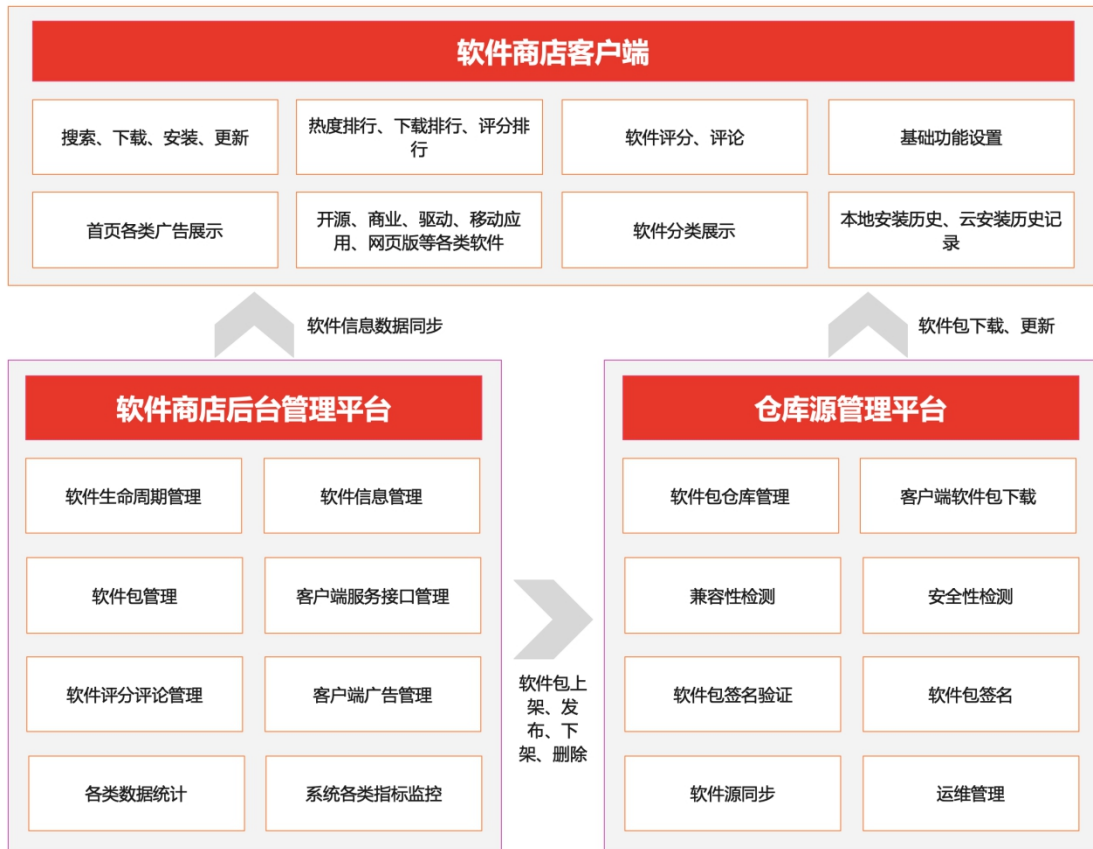 软件商店客户端
搜索、下载、安装、更新
热度排行、下载排行、评分排
行
软件评分、评论
基础功能设置
首页各类广告展示
开源、商业、驱动、移动应
用、网页版等各类软件
软件分类展示
本地安装历史、云安装历史记
录
软件信息数据同步
软件包下载、更新
软件商店后台管理平台
软件生命周期管理
软件信息管理
软件包管理
客户端服务接口管理
软件评分评论管理
客户端广告管理
各类数据统计
系统各类指标监控
软件包上
架、发
布、下
架、删除
仓库源管理平台
软件包仓库管理
客户端软件包下载
兼容性检测
安全性检测
软件包签名验证
软件包签名
软件源同步
运维管理